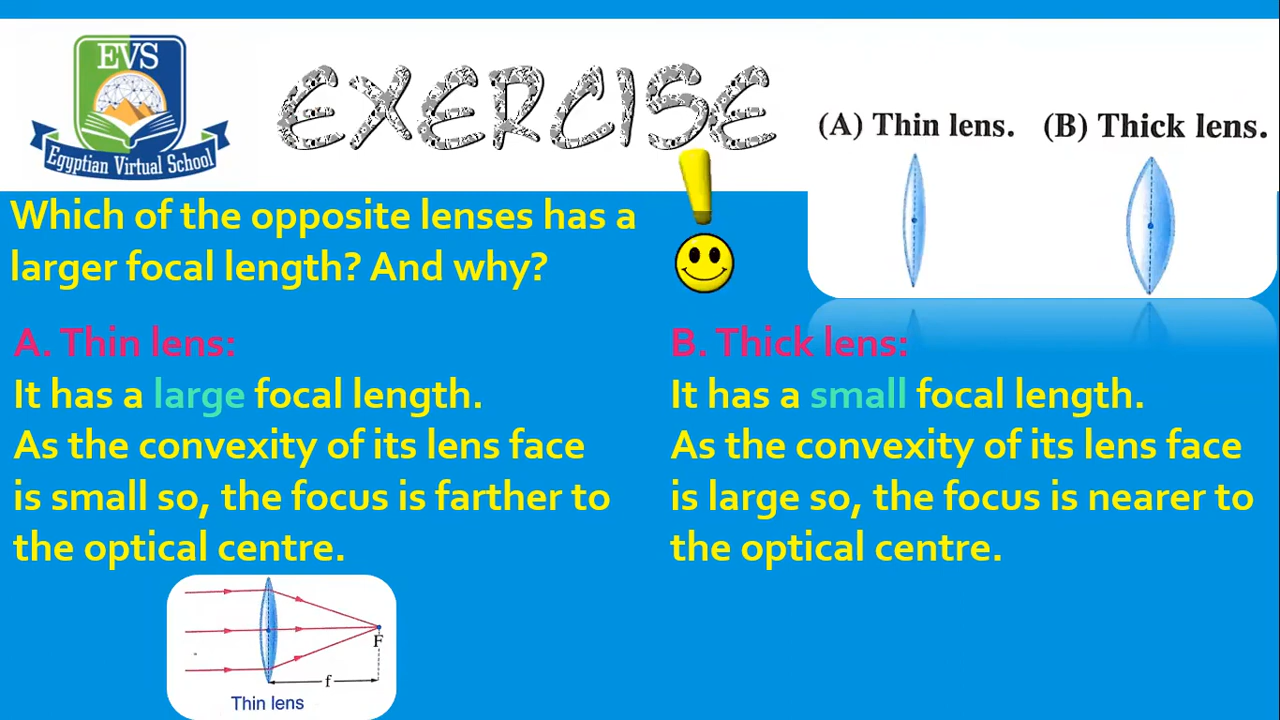 EVS
Egyptian Virtual School
EXERCISE
(A) Thin lens. (B) Thick lens.
Which of the opposite lenses has a
larger focal length? And why?
A. Thin lens:
It has a large focal length.
As the convexity of its lens face
is small so, the focus is farther to
the optical centre.
B. Thick lens:
It has a small focal length.
As the convexity of its lens face
is large so, the focus is nearer to
the optical centre.
F
f
Thin lens